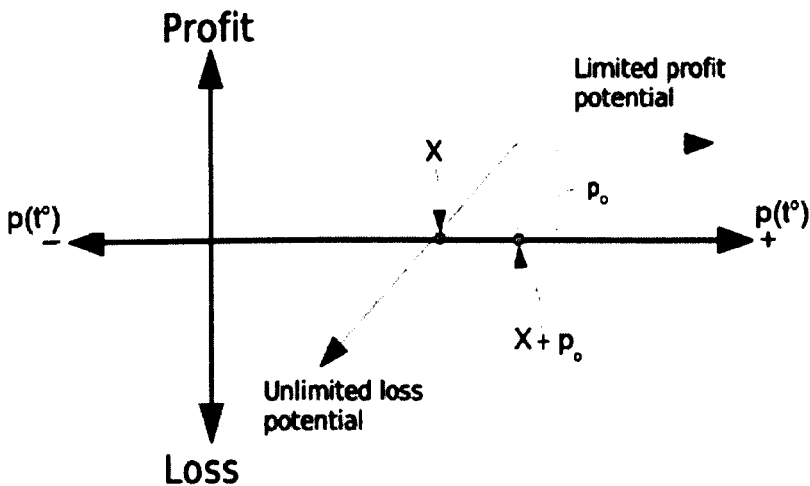 Profit
Limited profit
potential
X
p₀
p(t°)
−
p(t°)
+
X + p₀
Unlimited loss
potential
Loss